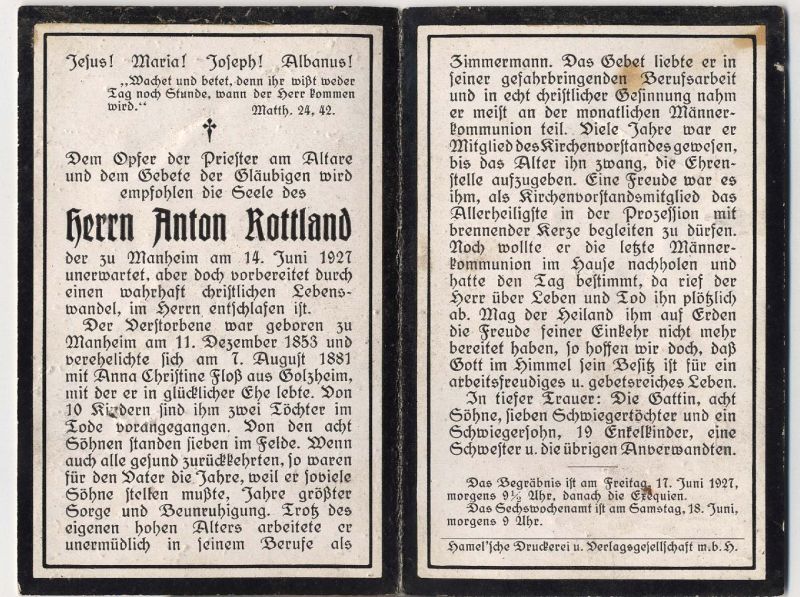 Jesus! Maria! Joseph! Albanus!
„Wachet und betet, denn ihr wißt weder
Tag noch Stunde, wann der Herr kommen
wird.“ Matth. 24, 42.
✝
Dem Opfer der Priester am Altare
und dem Gebete der Gläubigen wird
empfohlen die Seele des
Herrn Anton Rottland
der zu Manheim am 14. Juni 1927
unerwartet, aber doch vorbereitet durch
einen wahrhaft christlichen Lebens-
wandel, im Herrn entschlafen ist.
Der Verstorbene war geboren zu
Manheim am 11. Dezember 1853 und
verehelichte sich am 7. August 1881
mit Anna Christine Floß aus Golzheim,
mit der er in glücklicher Ehe lebte. Von
10 Kindern sind ihm zwei Töchter im
Tode vorangegangen. Von den acht
Söhnen standen sieben im Felde. Wenn
auch alle gesund zurückkehrten, so waren
für den Vater die Jahre, weil er soviele
Söhne stellen mußte, Jahre größter
Sorge und Beunruhigung. Trotz des
eigenen hohen Alters arbeitete er
unermüdlich in seinem Berufe als
Zimmermann. Das Gebet liebte er in
seiner gefahrbringenden Berufsarbeit
und in echt christlicher Gesinnung nahm
er meist an der monatlichen Männer-
kommunion teil. Viele Jahre war er
Mitglied des Kirchenvorstandes gewesen,
bis das Alter ihn zwang, die Ehren-
stelle aufzugeben. Eine Freude war es
ihm, als Kirchenvorstandsmitglied das
Allerheiligste in der Prozession mit
brennender Kerze begleiten zu dürfen.
Noch wollte er die letzte Männer-
kommunion im Hause nachholen und
hatte den Tag bestimmt, da rief der
Herr über Leben und Tod ihn plötzlich
ab. Mag der Heiland ihm auf Erden
die Freude seiner Einkehr nicht mehr
bereitet haben, so hoffen wir doch, daß
Gott im Himmel sein Besitz ist für ein
arbeitsfreudiges u. gebetsreiches Leben.
In tiefer Trauer: Die Gattin, acht
Söhne, sieben Schwiegertöchter und ein
Schwiegersohn, 19 Enkelkinder, eine
Schwester u. die übrigen Anverwandten.
Das Begräbnis ist am Freitag, 17. Juni 1927,
morgens 9½ Uhr, danach die Exequien.
Das Sechswochenamt ist am Samstag, 18. Juni,
morgens 9 Uhr.
Hamel'sche Druckerei u. Verlagsgesellschaft m. b. H.